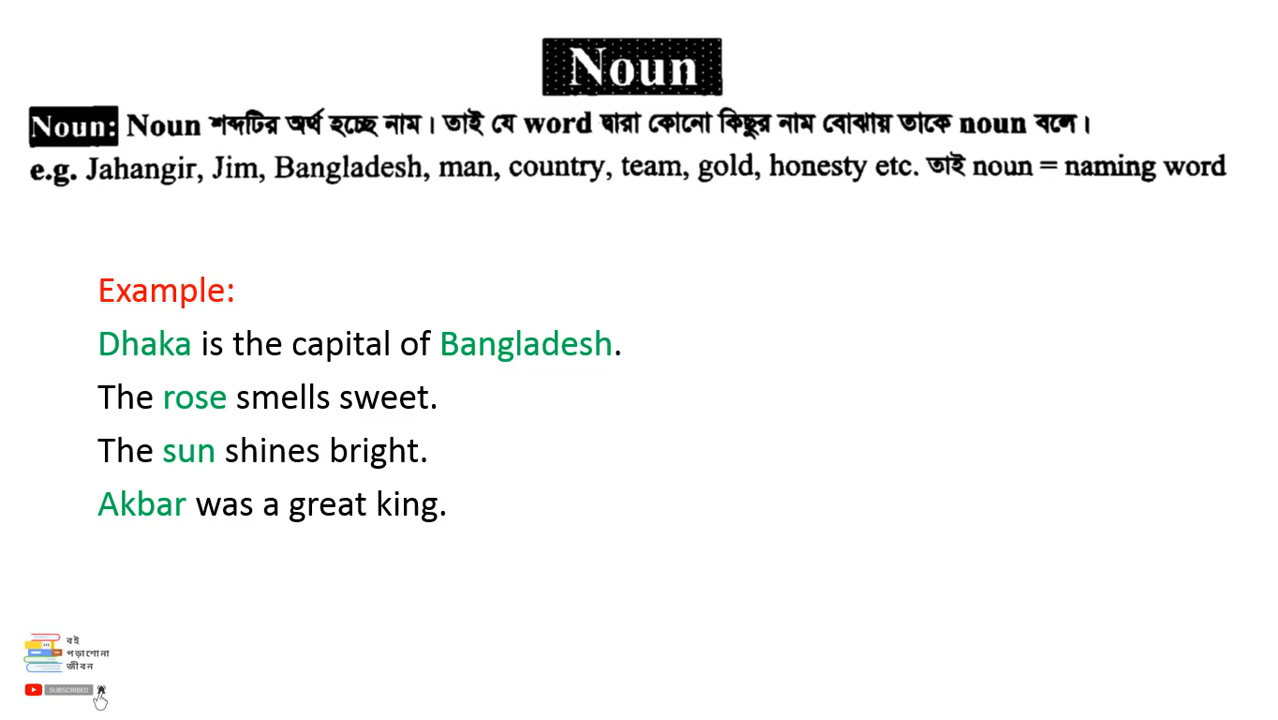 Noun
Noun: Noun শব্দটির অর্থ হচ্ছে নাম। তাই যে word দ্বারা কোনো কিছুর নাম বোঝায় তাকে noun বলে।
e.g. Jahangir, Jim, Bangladesh, man, country, team, gold, honesty etc. তাই noun = naming word
Example:
Dhaka is the capital of Bangladesh.
The rose smells sweet.
The sun shines bright.
Akbar was a great king.
বই
পড়াশোনা
জীবন
SUBSCRIBED